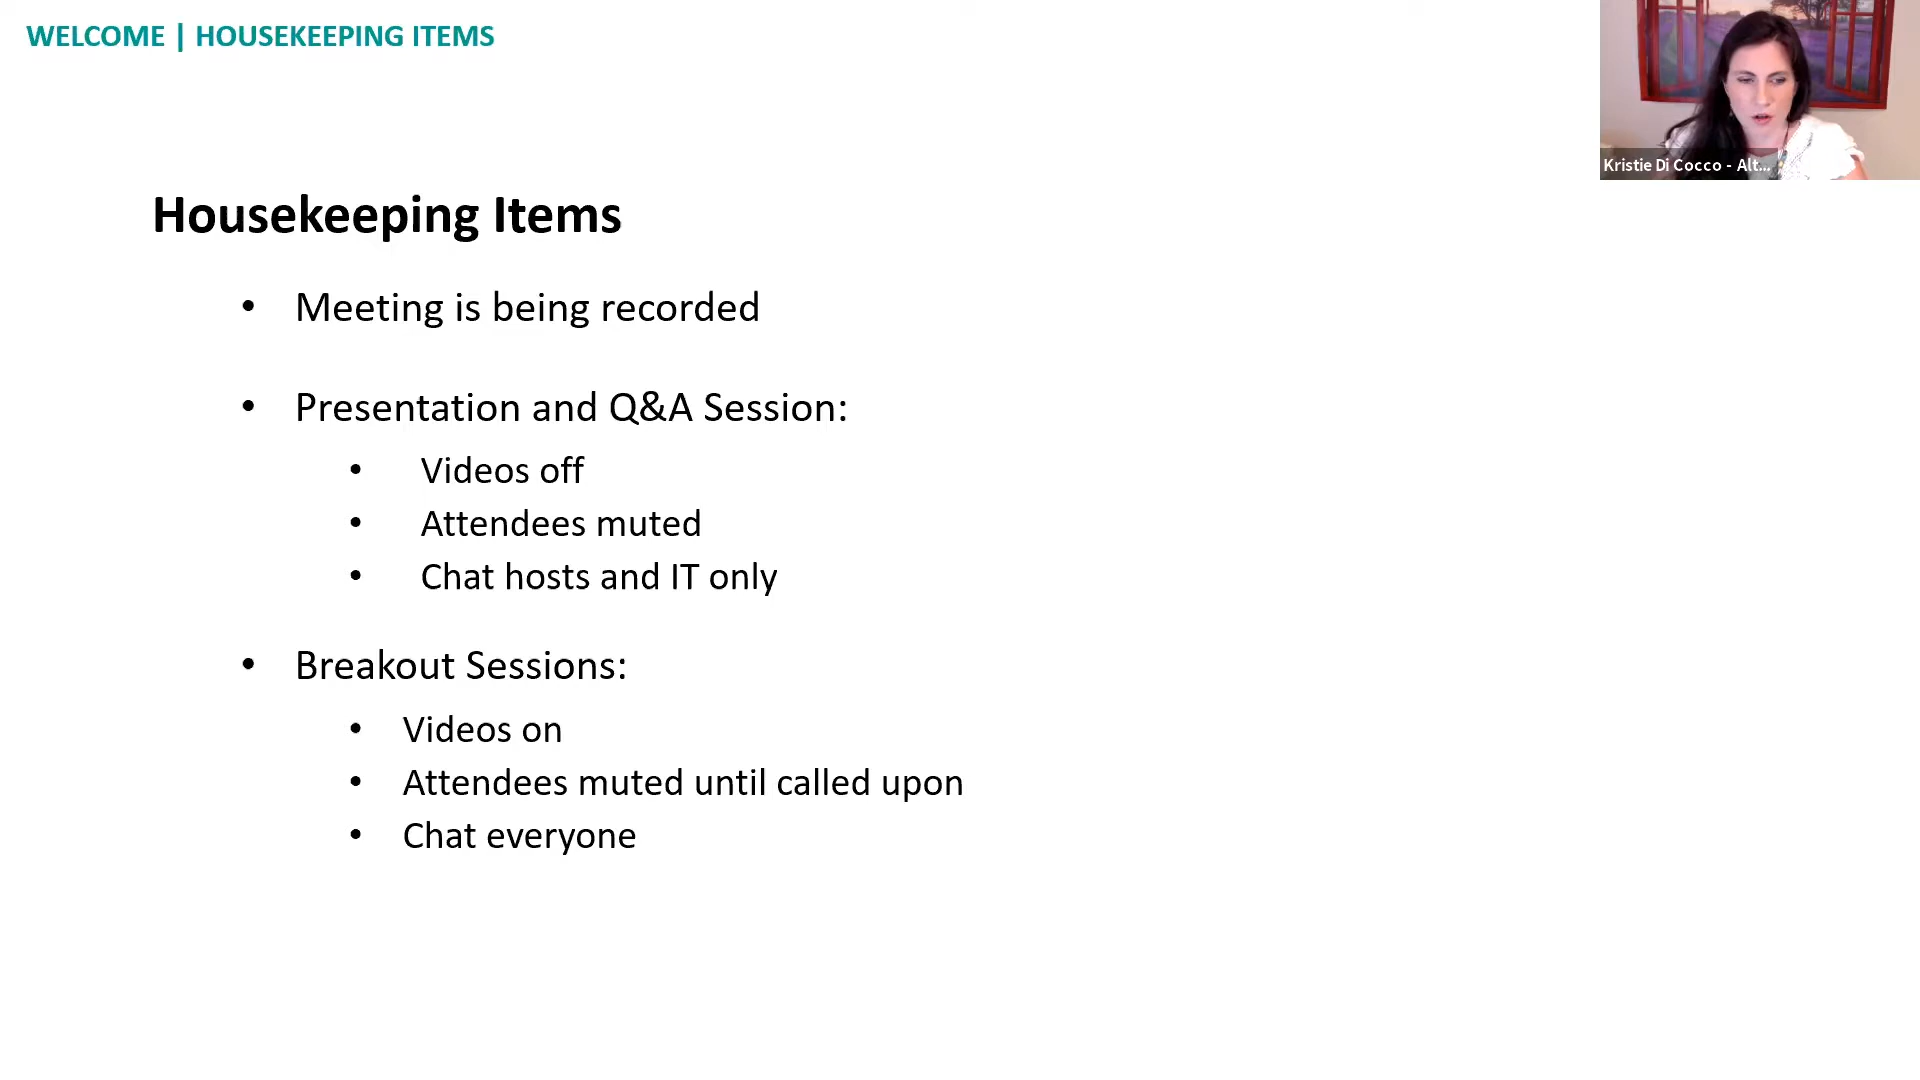 WELCOME | HOUSEKEEPING ITEMS
Kristie Di Cocco - Alt...
Housekeeping Items
• Meeting is being recorded
• Presentation and Q&A Session:
• Videos off
• Attendees muted
• Chat hosts and IT only
• Breakout Sessions:
• Videos on
• Attendees muted until called upon
• Chat everyone